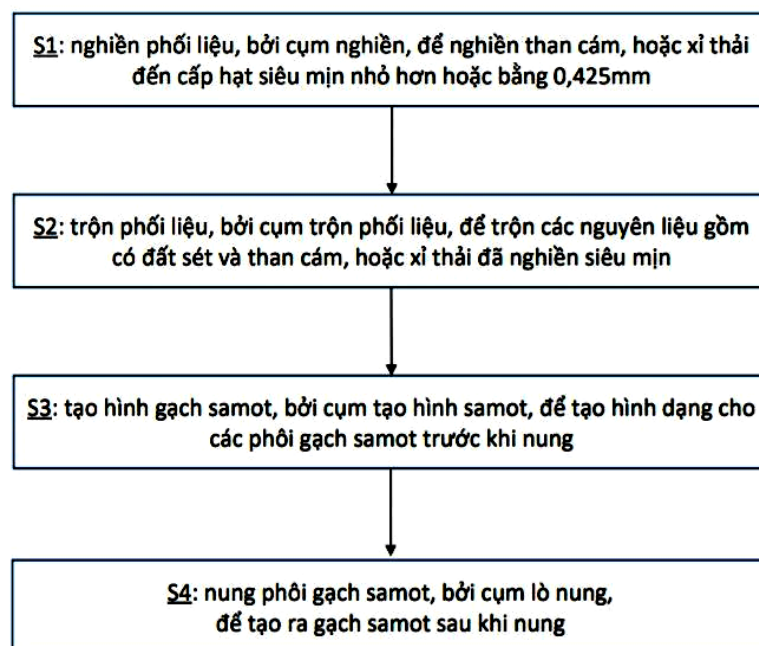 S1: nghiền phối liệu, bởi cụm nghiền, để nghiền than cám, hoặc xỉ thải
đến cấp hạt siêu mịn nhỏ hơn hoặc bằng 0,425mm
S2: trộn phối liệu, bởi cụm trộn phối liệu, để trộn các nguyên liệu gồm
có đất sét và than cám, hoặc xỉ thải đã nghiền siêu mịn
S3: tạo hình gạch samot, bởi cụm tạo hình samot, để tạo hình dạng cho
các phôi gạch samot trước khi nung
S4: nung phôi gạch samot, bởi cụm lò nung,
để tạo ra gạch samot sau khi nung